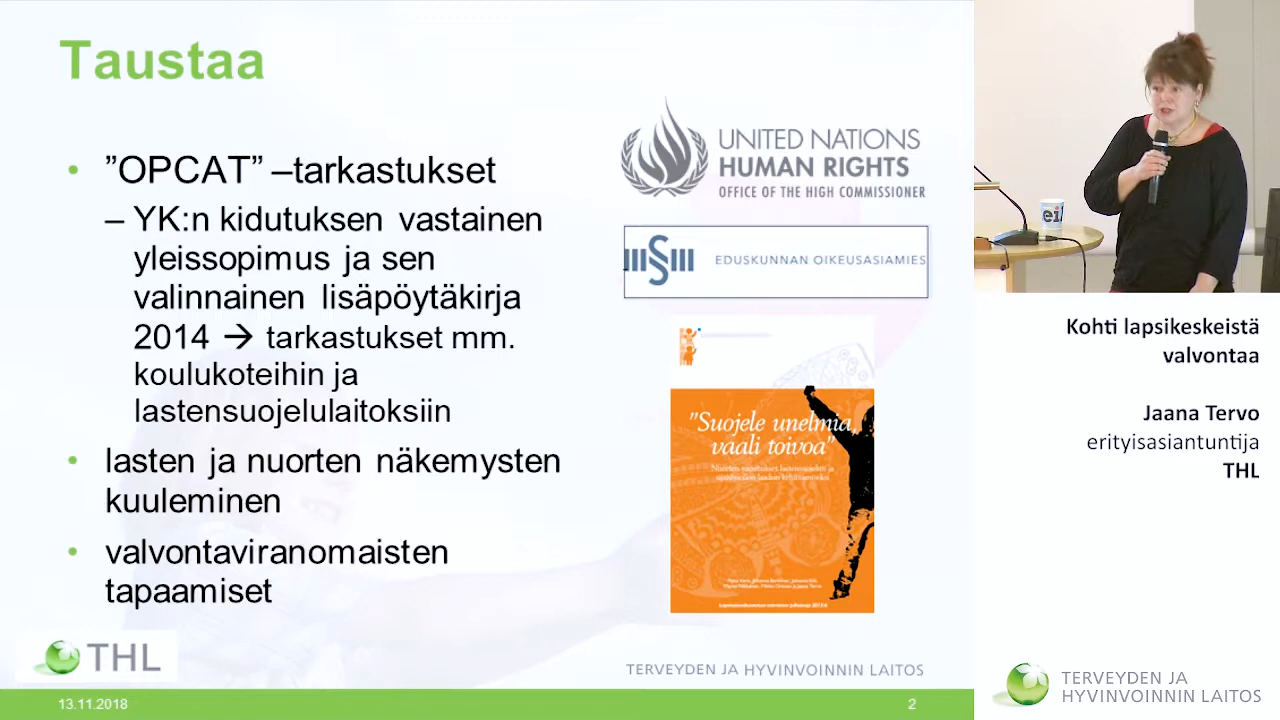 Taustaa
”OPCAT” –tarkastukset
– YK:n kidutuksen vastainen
yleissopimus ja sen
valinnainen lisäpöytäkirja
2014 → tarkastukset mm.
koulukoteihin ja
lastensuojelulaitoksiin
lasten ja nuorten näkemysten
kuuleminen
valvontaviranomaisten
tapaamiset
UNITED NATIONS
HUMAN RIGHTS
OFFICE OF THE HIGH COMMISSIONER
EDUSKUNNAN OIKEUSASIAMIES
”Suojele unelmia,
vaali toivoa”
THL
TERVEYDEN JA HYVINVOINNIN LAITOS
13.11.2018
2
ei
Kohti lapsikeskeistä
valvontaa
Jaana Tervo
erityisasiantuntija
THL
TERVEYDEN JA
HYVINVOINNIN LAITOS